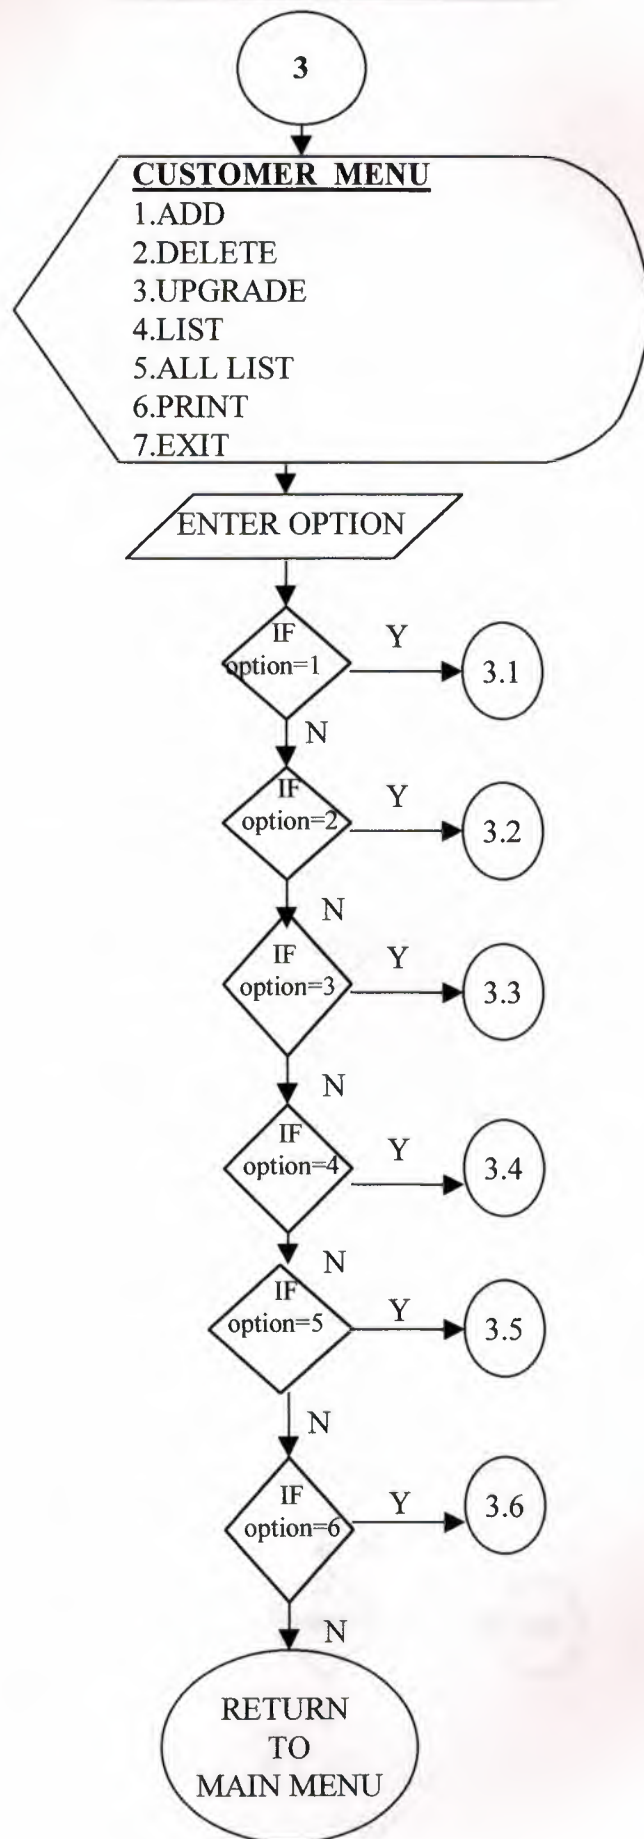 3
CUSTOMER MENU
1.ADD
2.DELETE
3.UPGRADE
4.LIST
5.ALL LIST
6.PRINT
7.EXIT
ENTER OPTION
IF
option=1
Y
3.1
N
IF
option=2
Y
3.2
N
IF
option=3
Y
3.3
N
IF
option=4
Y
3.4
N
IF
option=5
Y
3.5
N
IF
option=6
Y
3.6
N
RETURN
TO
MAIN MENU